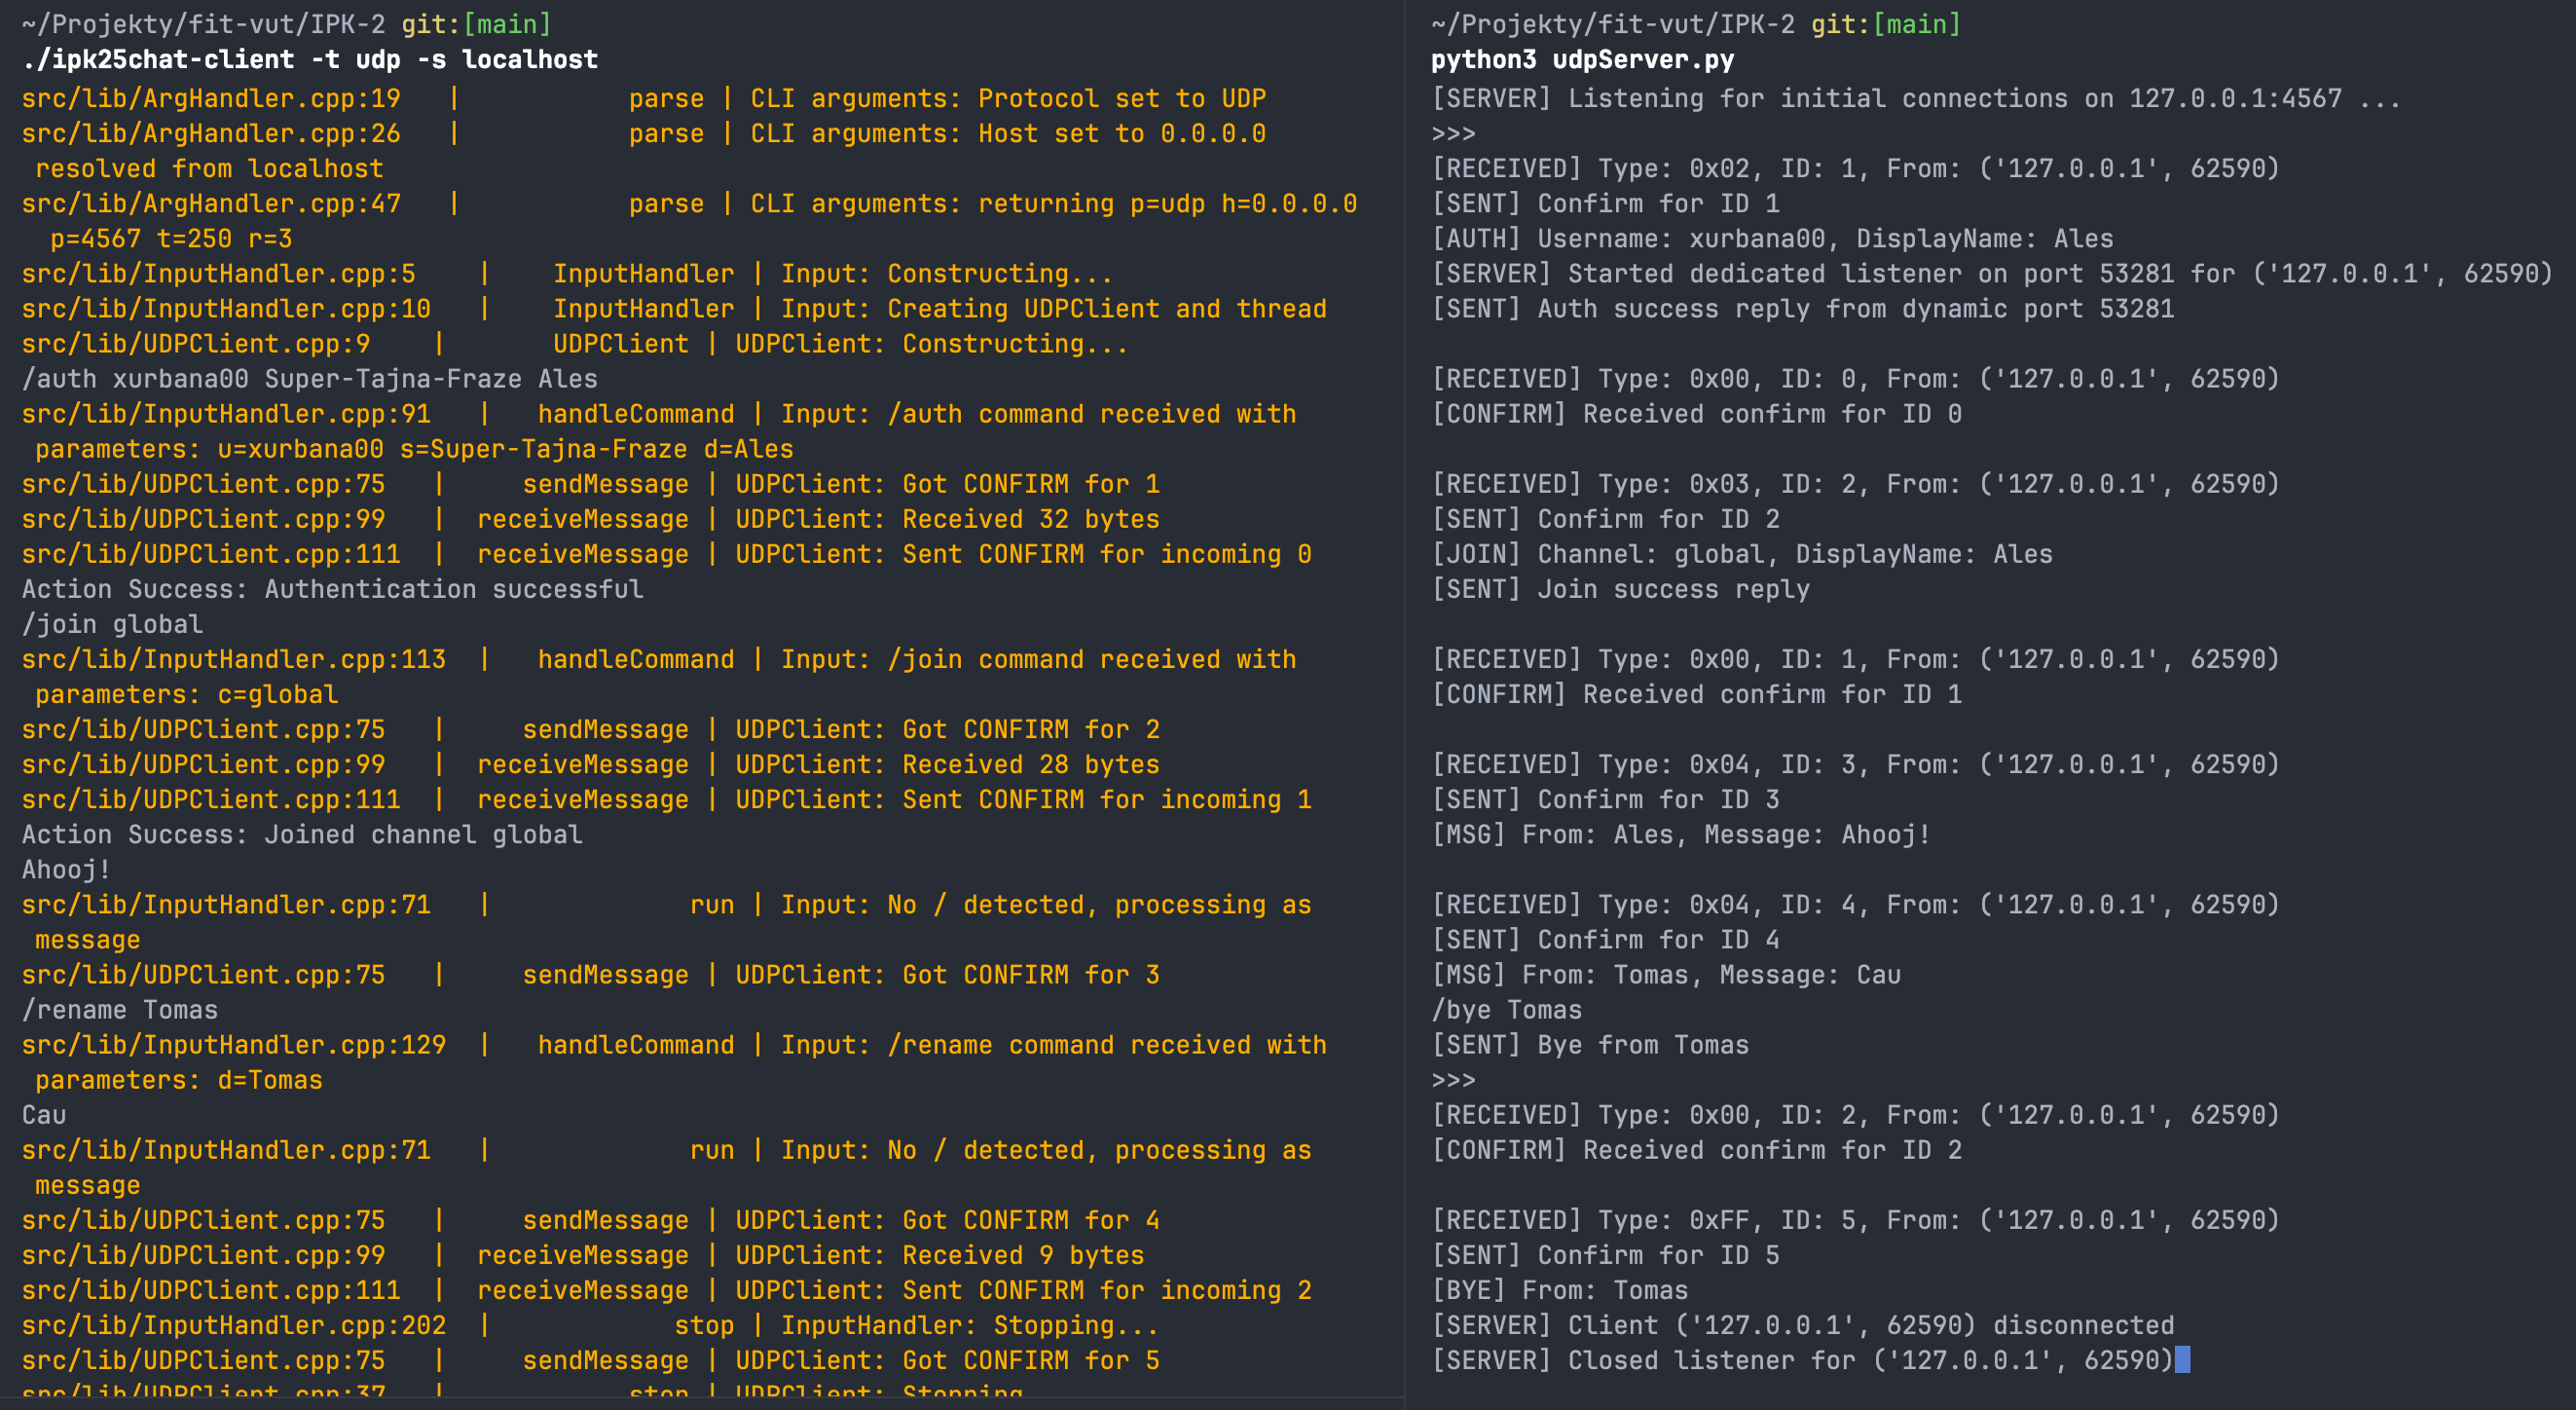 ~/Projekty/fit-vut/IPK-2 git:[main]
./ipk25chat-client -t udp -s localhost
src/lib/ArgHandler.cpp:19 | parse | CLI arguments: Protocol set to UDP
src/lib/ArgHandler.cpp:26 | parse | CLI arguments: Host set to 0.0.0.0
resolved from localhost
src/lib/ArgHandler.cpp:47 | parse | CLI arguments: returning p=udp h=0.0.0.0
p=4567 t=250 r=3
src/lib/InputHandler.cpp:5 | InputHandler | Input: Constructing...
src/lib/InputHandler.cpp:10 | InputHandler | Input: Creating UDPClient and thread
src/lib/UDPClient.cpp:9 | UDPClient | UDPClient: Constructing...
/auth xurbana00 Super-Tajna-Fraze Ales
src/lib/InputHandler.cpp:91 | handleCommand | Input: /auth command received with
parameters: u=xurbana00 s=Super-Tajna-Fraze d=Ales
src/lib/UDPClient.cpp:75 | sendMessage | UDPClient: Got CONFIRM for 1
src/lib/UDPClient.cpp:99 | receiveMessage | UDPClient: Received 32 bytes
src/lib/UDPClient.cpp:111 | receiveMessage | UDPClient: Sent CONFIRM for incoming 0
Action Success: Authentication successful
/join global
src/lib/InputHandler.cpp:113 | handleCommand | Input: /join command received with
parameters: c=global
src/lib/UDPClient.cpp:75 | sendMessage | UDPClient: Got CONFIRM for 2
src/lib/UDPClient.cpp:99 | receiveMessage | UDPClient: Received 28 bytes
src/lib/UDPClient.cpp:111 | receiveMessage | UDPClient: Sent CONFIRM for incoming 1
Action Success: Joined channel global
Ahooj!
src/lib/InputHandler.cpp:71 | run | Input: No / detected, processing as
message
src/lib/UDPClient.cpp:75 | sendMessage | UDPClient: Got CONFIRM for 3
/rename Tomas
src/lib/InputHandler.cpp:129 | handleCommand | Input: /rename command received with
parameters: d=Tomas
Cau
src/lib/InputHandler.cpp:71 | run | Input: No / detected, processing as
message
src/lib/UDPClient.cpp:75 | sendMessage | UDPClient: Got CONFIRM for 4
src/lib/UDPClient.cpp:99 | receiveMessage | UDPClient: Received 9 bytes
src/lib/UDPClient.cpp:111 | receiveMessage | UDPClient: Sent CONFIRM for incoming 2
src/lib/InputHandler.cpp:202 | stop | InputHandler: Stopping...
src/lib/UDPClient.cpp:75 | sendMessage | UDPClient: Got CONFIRM for 5
src/lib/UDPClient.cpp:37 | stop | UDPClient: Stopping
~/Projekty/fit-vut/IPK-2 git:[main]
python3 udpServer.py
[SERVER] Listening for initial connections on 127.0.0.1:4567 ...
>>>
[RECEIVED] Type: 0x02, ID: 1, From: ('127.0.0.1', 62590)
[SENT] Confirm for ID 1
[AUTH] Username: xurbana00, DisplayName: Ales
[SERVER] Started dedicated listener on port 53281 for ('127.0.0.1', 62590)
[SENT] Auth success reply from dynamic port 53281
[RECEIVED] Type: 0x00, ID: 0, From: ('127.0.0.1', 62590)
[CONFIRM] Received confirm for ID 0
[RECEIVED] Type: 0x03, ID: 2, From: ('127.0.0.1', 62590)
[SENT] Confirm for ID 2
[JOIN] Channel: global, DisplayName: Ales
[SENT] Join success reply
[RECEIVED] Type: 0x00, ID: 1, From: ('127.0.0.1', 62590)
[CONFIRM] Received confirm for ID 1
[RECEIVED] Type: 0x04, ID: 3, From: ('127.0.0.1', 62590)
[SENT] Confirm for ID 3
[MSG] From: Ales, Message: Ahooj!
[RECEIVED] Type: 0x04, ID: 4, From: ('127.0.0.1', 62590)
[SENT] Confirm for ID 4
[MSG] From: Tomas, Message: Cau
/bye Tomas
[SENT] Bye from Tomas
>>>
[RECEIVED] Type: 0x00, ID: 2, From: ('127.0.0.1', 62590)
[CONFIRM] Received confirm for ID 2
[RECEIVED] Type: 0xFF, ID: 5, From: ('127.0.0.1', 62590)
[SENT] Confirm for ID 5
[BYE] From: Tomas
[SERVER] Client ('127.0.0.1', 62590) disconnected
[SERVER] Closed listener for ('127.0.0.1', 62590)